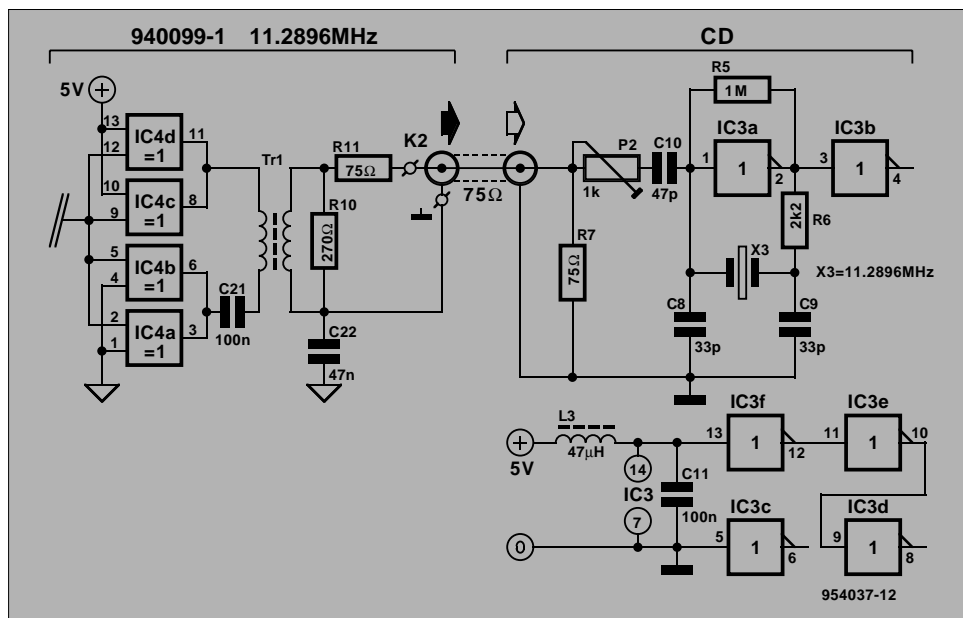 940099-1 11.2896MHz
CD
5V
13
12
IC4d
=1
11
10
9
IC4c
=1
8
5
4
IC4b
=1
6
2
1
IC4a
=1
3
C21
100n
Tr1
R11
75Ω
R10
270Ω
C22
47n
K2
75Ω
R7
75Ω
P2
1k
C10
47p
R5
1M
IC3a
1
1
2
IC3b
3
1
4
R6
2k2
X3
X3=11.2896MHz
C8
33p
C9
33p
5V
L3
47µH
14
IC3
7
C11
100n
0
IC3f
13
1
12
IC3e
11
1
10
IC3c
5
1
6
IC3d
9
1
8
954037-12